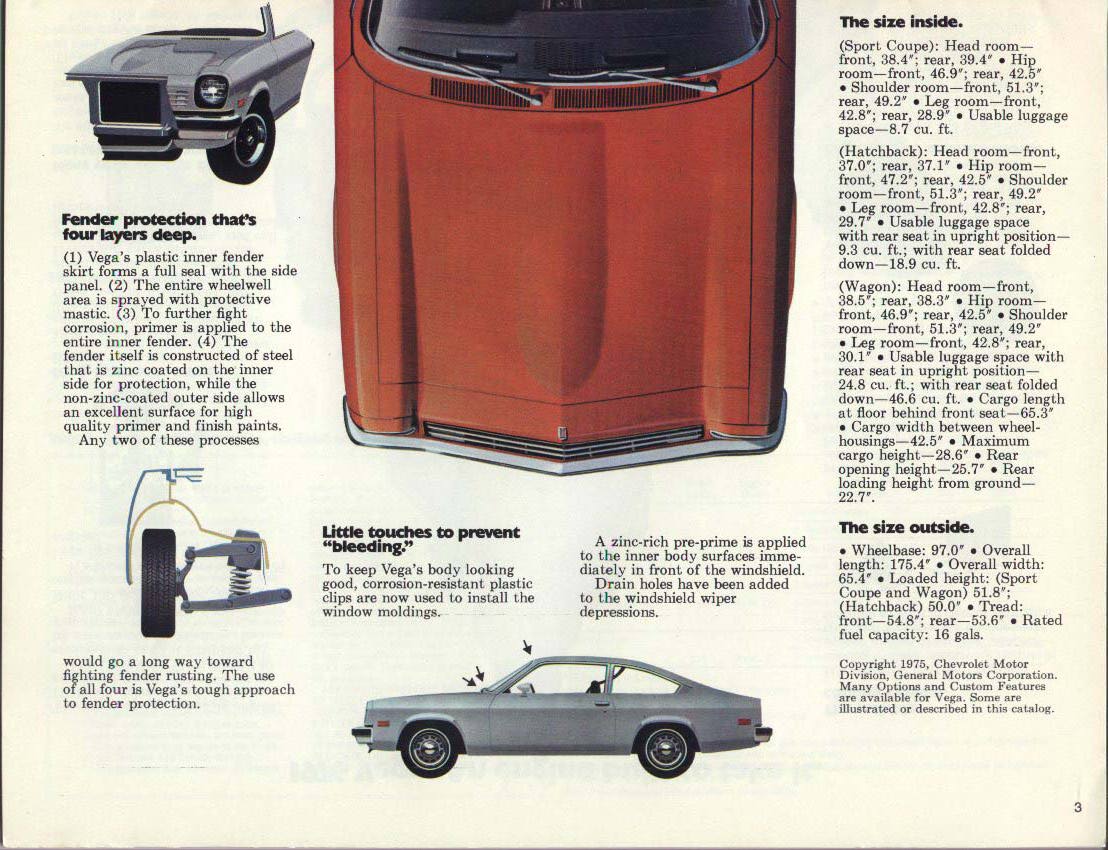 Fender protection that's
four layers deep.
(1) Vega's plastic inner fender
skirt forms a full seal with the side
panel. (2) The entire wheelwell
area is sprayed with protective
mastic. (3) To further fight
corrosion, primer is applied to the
entire inner fender. (4) The
fender itself is constructed of steel
that is zinc coated on the inner
side for protection, while the
non-zinc-coated outer side allows
an excellent surface for high
quality primer and finish paints.
Any two of these processes
would go a long way toward
fighting fender rusting. The use
of all four is Vega's tough approach
to fender protection.
Little touches to prevent
“bleeding.”
To keep Vega's body looking
good, corrosion-resistant plastic
clips are now used to install the
window moldings.
A zinc-rich pre-prime is applied
to the inner body surfaces imme-
diately in front of the windshield.
Drain holes have been added
to the windshield wiper
depressions.
The size inside.
(Sport Coupe): Head room—
front, 38.4″; rear, 39.4″ • Hip
room—front, 46.9″; rear, 42.5″
• Shoulder room—front, 51.3″;
rear, 49.2″ • Leg room—front,
42.8″; rear, 28.9″ • Usable luggage
space—8.7 cu. ft.
(Hatchback): Head room—front,
37.0″; rear, 37.1″ • Hip room—
front, 47.2″; rear, 42.5″ • Shoulder
room—front, 51.3″; rear, 49.2″
• Leg room—front, 42.8″; rear,
29.7″ • Usable luggage space
with rear seat in upright position—
9.3 cu. ft.; with rear seat folded
down—18.9 cu. ft.
(Wagon): Head room—front,
38.5″; rear, 38.3″ • Hip room—
front, 46.9″; rear, 42.5″ • Shoulder
room—front, 51.3″; rear, 49.2″
• Leg room—front, 42.8″; rear,
30.1″ • Usable luggage space with
rear seat in upright position—
24.8 cu. ft.; with rear seat folded
down—46.6 cu. ft. • Cargo length
at floor behind front seat—65.3″
• Cargo width between wheel-
housings—42.5″ • Maximum
cargo height—28.6″ • Rear
opening height—25.7″ • Rear
loading height from ground—
22.7″.
The size outside.
• Wheelbase: 97.0″ • Overall
length: 175.4″ • Overall width:
65.4″ • Loaded height: (Sport
Coupe and Wagon) 51.8″;
(Hatchback) 50.0″ • Tread:
front—54.8″; rear—53.6″ • Rated
fuel capacity: 16 gals.
Copyright 1975, Chevrolet Motor
Division, General Motors Corporation.
Many Options and Custom Features
are available for Vega. Some are
illustrated or described in this catalog.
3